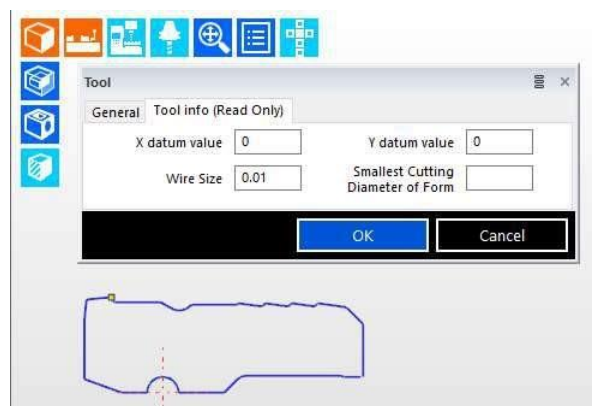 Tool
General Tool info (Read Only)
X datum value 0 Y datum value 0
Wire Size 0.01 Smallest Cutting
Diameter of Form
OK Cancel